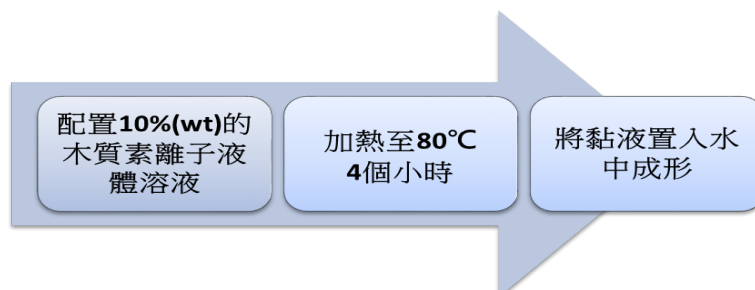 配置10%(wt)的
木質素離子液
體溶液
加熱至80℃
4個小時
將黏液置入水
中成形